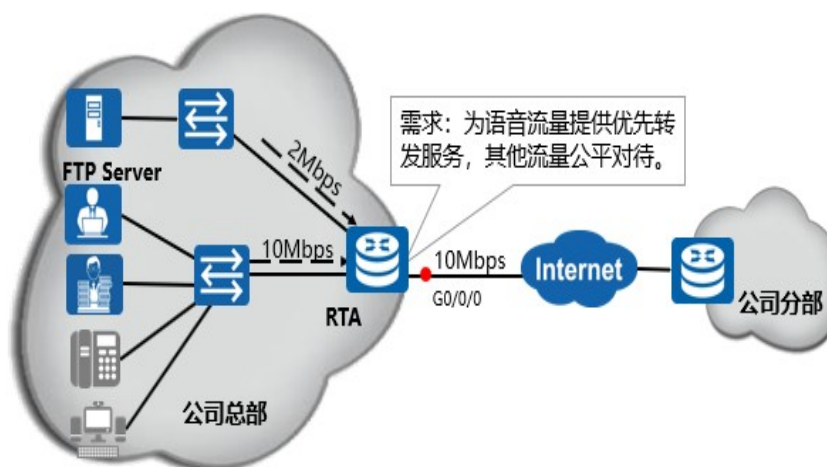 需求：为语音流量提供优先转
发服务，其他流量公平对待。
FTP Server
2Mbps
10Mbps
RTA
10Mbps
G0/0/0
Internet
公司分部
公司总部